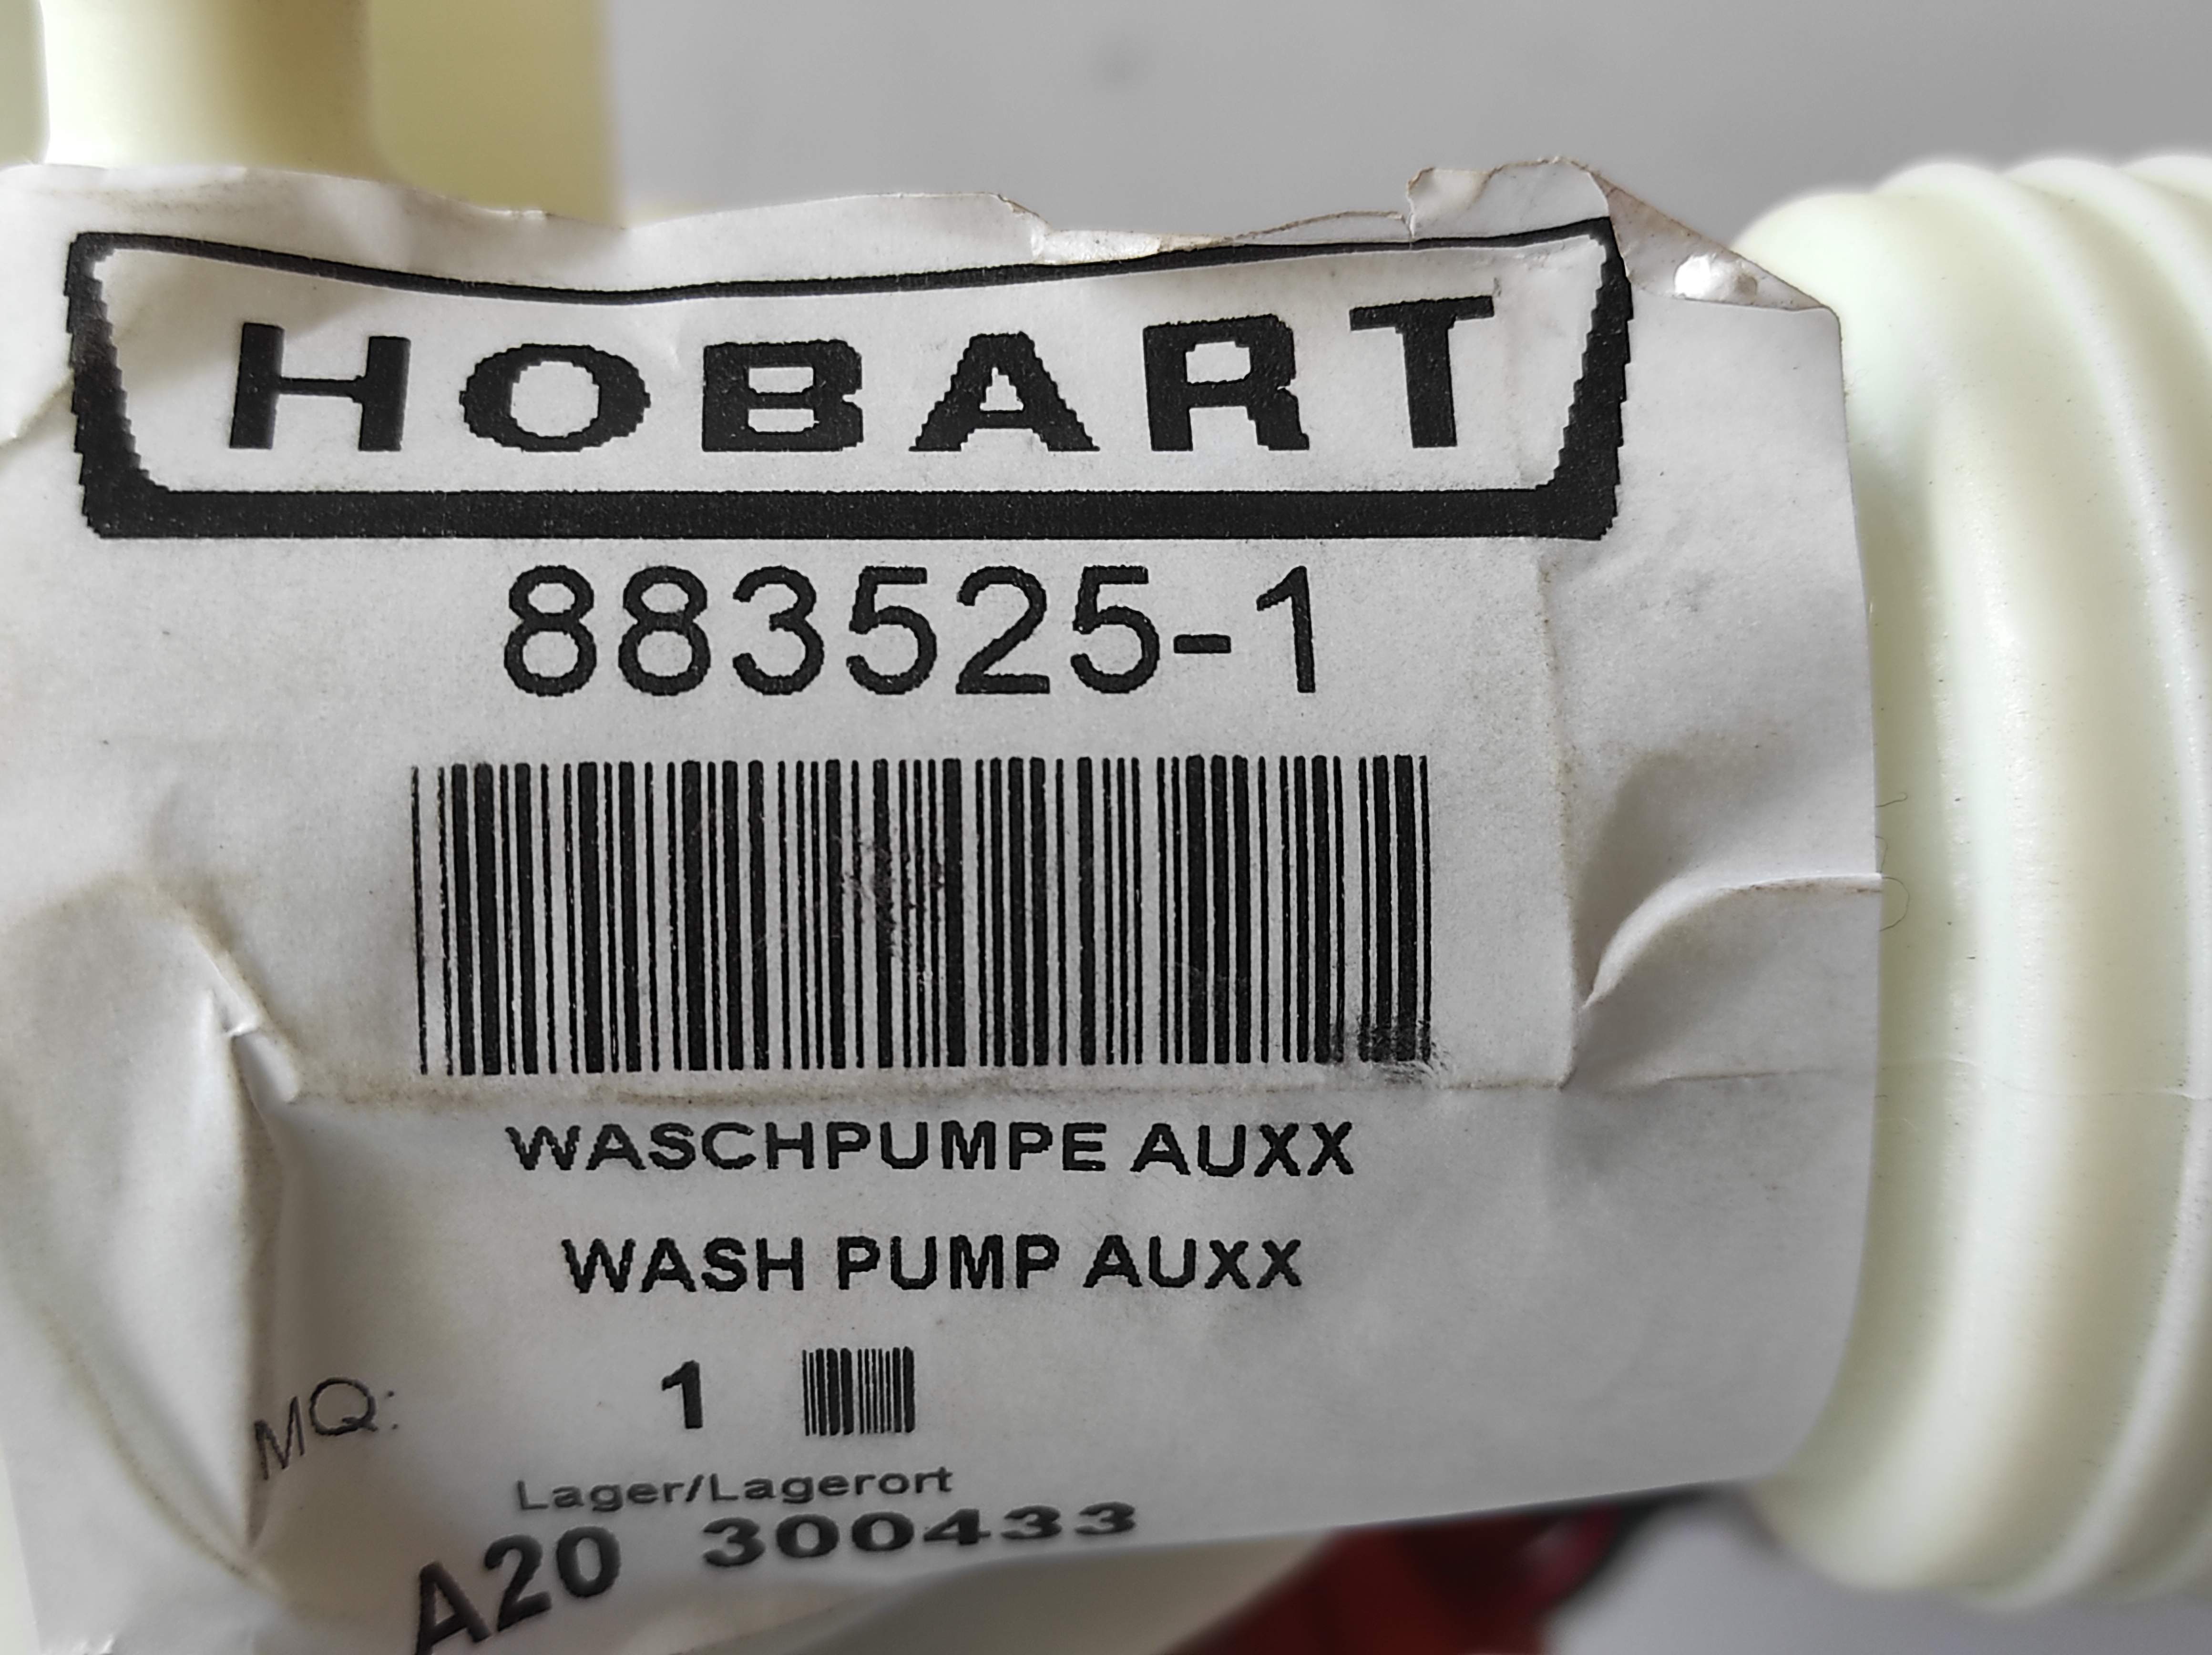 HOBART
883525-1
WASCHPUMPE AUXX
WASH PUMP AUXX
MQ: 1
Lager/Lagerort
A20 300433